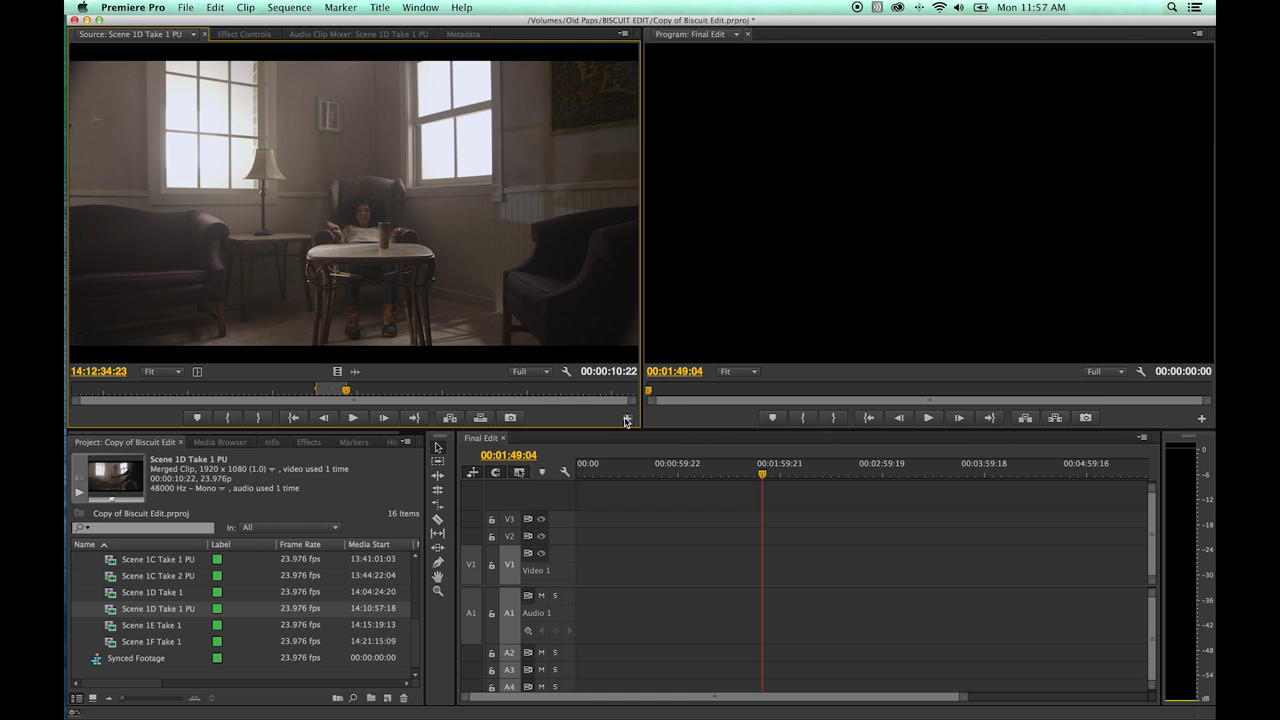 Premiere Pro File Edit Clip Sequence Marker Title Window Help Mon 11:57 AM
/Volumes/Old Paps/BISCUIT EDIT/Copy of Biscuit Edit.prproj *
Source: Scene 1D Take 1 PU Effect Controls Audio Clip Mixer: Scene 1D Take 1 PU Metadata Program: Final Edit
14:12:34:23 Fit Full 00:00:10:22 00:01:49:04 Fit Full 00:00:00:00
Project: Copy of Biscuit Edit Media Browser Info Effects Markers Hi
Scene 1D Take 1 PU
Merged Clip, 1920 x 1080 (1.0) , video used 1 time
00:00:10:22, 23.976p
48000 Hz - Mono , audio used 1 time
Copy of Biscuit Edit.prproj 16 Items
In: All
Name Label Frame Rate Media Start
Scene 1C Take 1 PU 23.976 fps 13:41:01:03
Scene 1C Take 2 PU 23.976 fps 13:44:22:04
Scene 1D Take 1 23.976 fps 14:04:24:20
Scene 1D Take 1 PU 23.976 fps 14:10:57:18
Scene 1E Take 1 23.976 fps 14:15:19:13
Scene 1F Take 1 23.976 fps 14:21:15:09
Synced Footage 23.976 fps 00:00:00:00
Final Edit
00:01:49:04
00:00 00:00:59:22 00:01:59:21 00:02:59:19 00:03:59:18 00:04:59:16
V3
V2
V1 V1
Video 1
A1 A1 M S
Audio 1
A2 M S
A3 M S
A4 M S
0
-6
-12
-18
-24
-30
-36
-42
-48
-54
dB